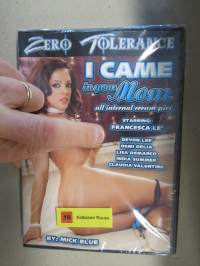 ZERO TOLERANCE
I CAME
In your Mom
all internal cream pies
STARRING:
FRANCESCA LE
DEVON LEE
DEMI DELIA
LISA DEMARCO
INDIA SUMMER
CLAUDIA VALENTINE
18
BY: MICK BLUE